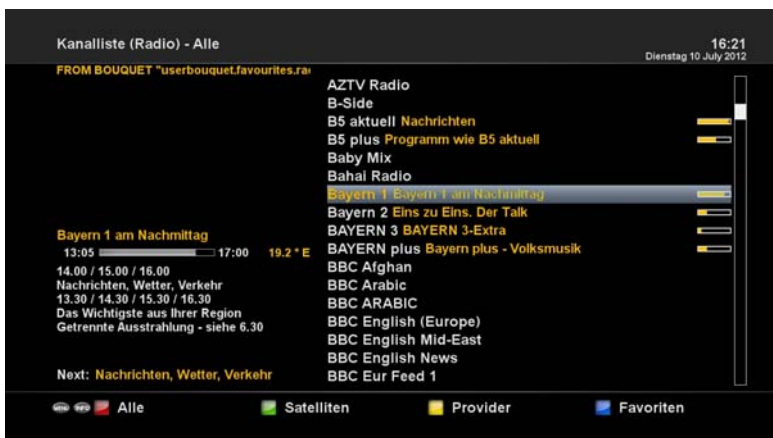 Kanalliste (Radio) - Alle
16:21
Dienstag 10 July 2012
FROM BOUQUET "userbouquet.favourites.ra
AZTV Radio
B-Side
B5 aktuell Nachrichten
B5 plus Programm wie B5 aktuell
Baby Mix
Bahai Radio
Bayern 1 Bayern 1 am Nachmittag
Bayern 2 Eins zu Eins. Der Talk
BAYERN 3 BAYERN 3-Extra
BAYERN plus Bayern plus - Volksmusik
BBC Afghan
BBC Arabic
BBC ARABIC
BBC English (Europe)
BBC English Mid-East
BBC English News
BBC Eur Feed 1
Bayern 1 am Nachmittag
13:05 17:00 19.2 ° E
14.00 / 15.00 / 16.00
Nachrichten, Wetter, Verkehr
13.30 / 14.30 / 15.30 / 16.30
Das Wichtigste aus Ihrer Region
Getrennte Ausstrahlung - siehe 6.30
Next: Nachrichten, Wetter, Verkehr
MENU INFO Alle
Satelliten
Provider
Favoriten